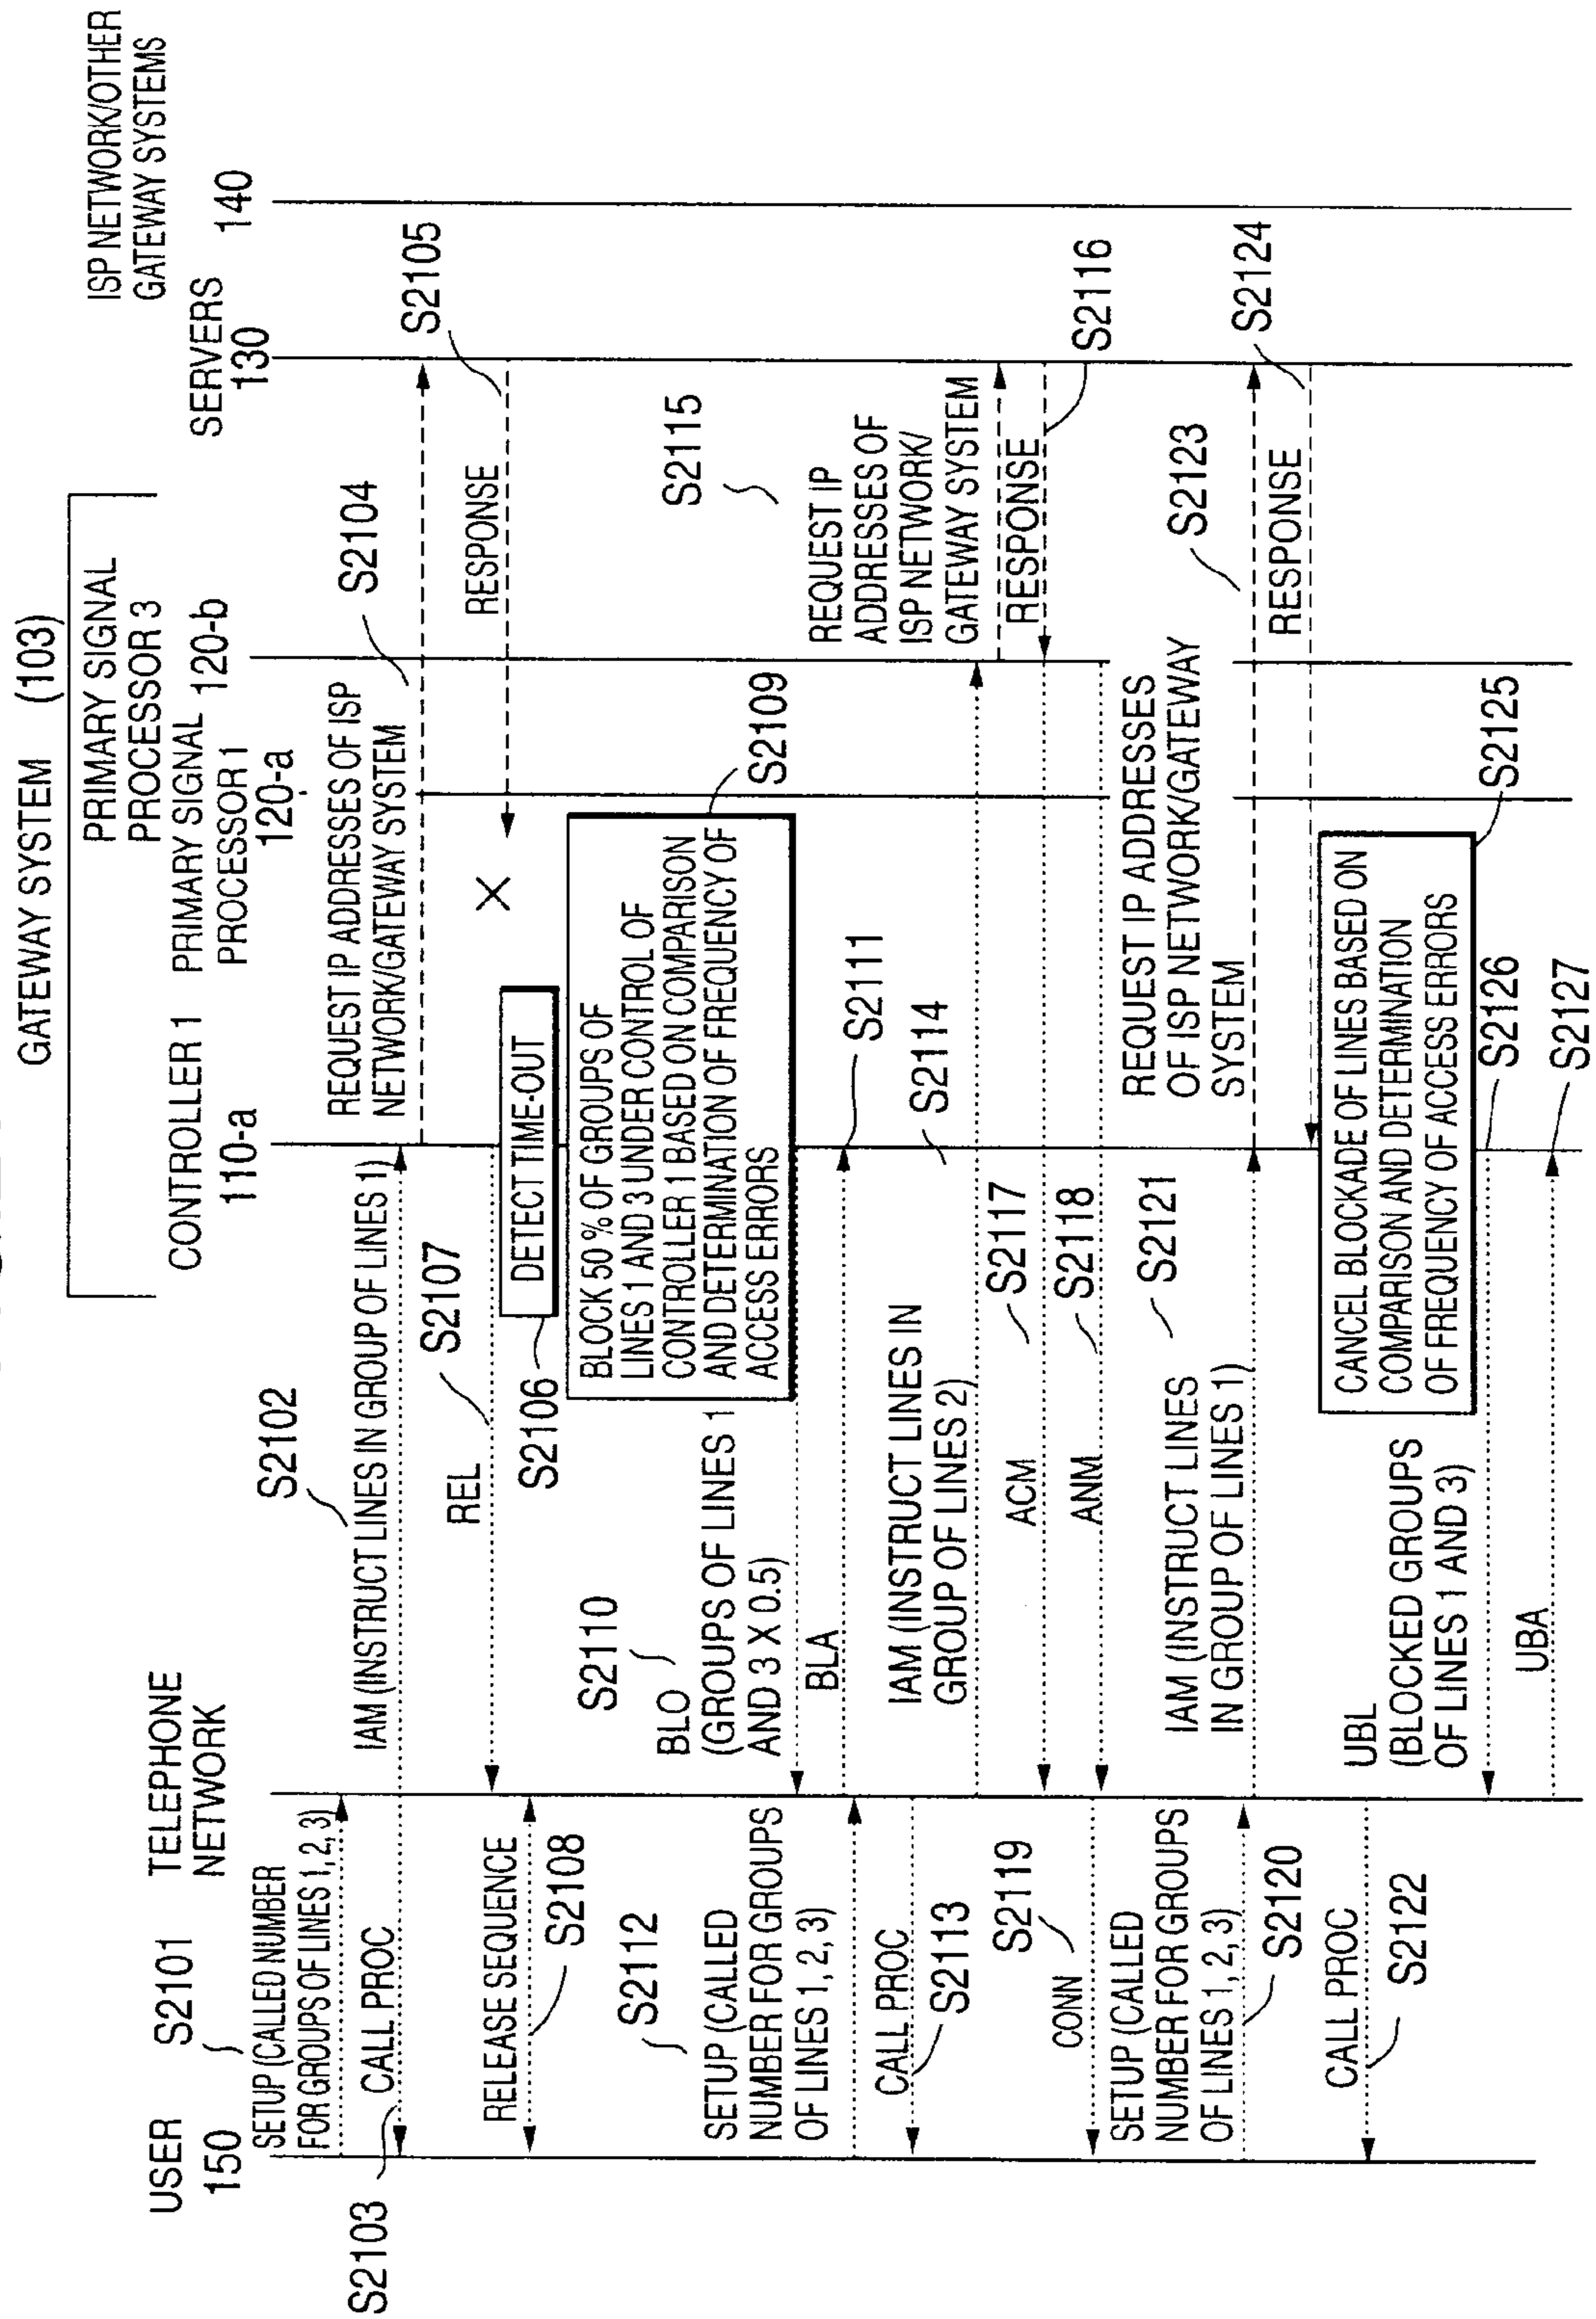 GATEWAY SYSTEM (103)
ISP NETWORK/OTHER
GATEWAY SYSTEMS
140
SERVERS
130
PRIMARY SIGNAL
PROCESSOR 3
120-b
PRIMARY SIGNAL
PROCESSOR 1
120-a
CONTROLLER 1
110-a
TELEPHONE
NETWORK
USER
150
S2101
SETUP (CALLED NUMBER
FOR GROUPS OF LINES 1, 2, 3)
S2102
IAM (INSTRUCT LINES IN GROUP OF LINES 1)
S2103
CALL PROC
REQUEST IP ADDRESSES OF ISP
NETWORK/GATEWAY SYSTEM
S2104
S2105
RESPONSE
X
S2106
DETECT TIME-OUT
S2107
REL
RELEASE SEQUENCE
S2108
BLOCK 50 % OF GROUPS OF
LINES 1 AND 3 UNDER CONTROL OF
CONTROLLER 1 BASED ON COMPARISON
AND DETERMINATION OF FREQUENCY OF
ACCESS ERRORS
S2109
S2110
BLO
(GROUPS OF LINES 1
AND 3 X 0.5)
BLA
S2111
S2112
SETUP (CALLED
NUMBER FOR GROUPS
OF LINES 1, 2, 3)
CALL PROC
S2113
IAM (INSTRUCT LINES IN
GROUP OF LINES 2)
S2114
S2115
REQUEST IP
ADDRESSES OF
ISP NETWORK/
GATEWAY SYSTEM
RESPONSE
S2116
ACM
S2117
ANM
S2118
S2119
CONN
SETUP (CALLED
NUMBER FOR GROUPS
OF LINES 1, 2, 3)
S2120
IAM (INSTRUCT LINES
IN GROUP OF LINES 1)
S2121
CALL PROC
S2122
REQUEST IP ADDRESSES
OF ISP NETWORK/GATEWAY
SYSTEM
S2123
RESPONSE
S2124
CANCEL BLOCKADE OF LINES BASED ON
COMPARISON AND DETERMINATION
OF FREQUENCY OF ACCESS ERRORS
S2125
UBL
(BLOCKED GROUPS
OF LINES 1 AND 3)
S2126
UBA
S2127